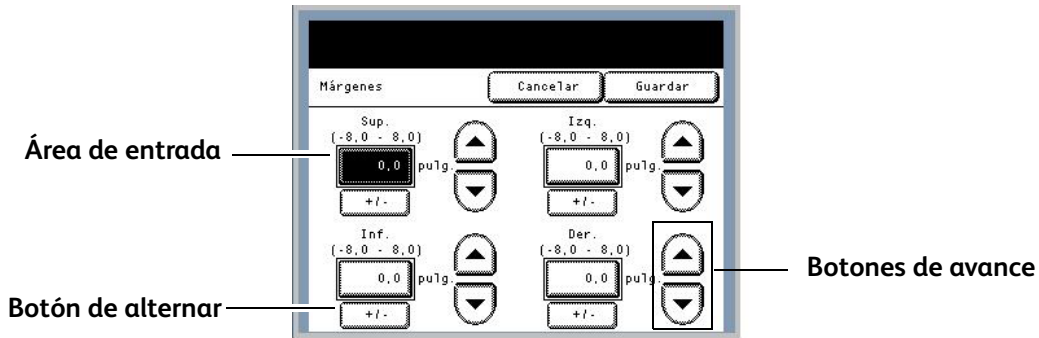 Márgenes
Cancelar
Guardar
Sup.
(-8,0 - 8,0)
0,0 pulg.
+/-
Izq.
(-8,0 - 8,0)
0,0 pulg.
+/-
Área de entrada
Inf.
(-8,0 - 8,0)
0,0 pulg.
+/-
Der.
(-8,0 - 8,0)
0,0 pulg.
+/-
Botones de avance
Botón de alternar